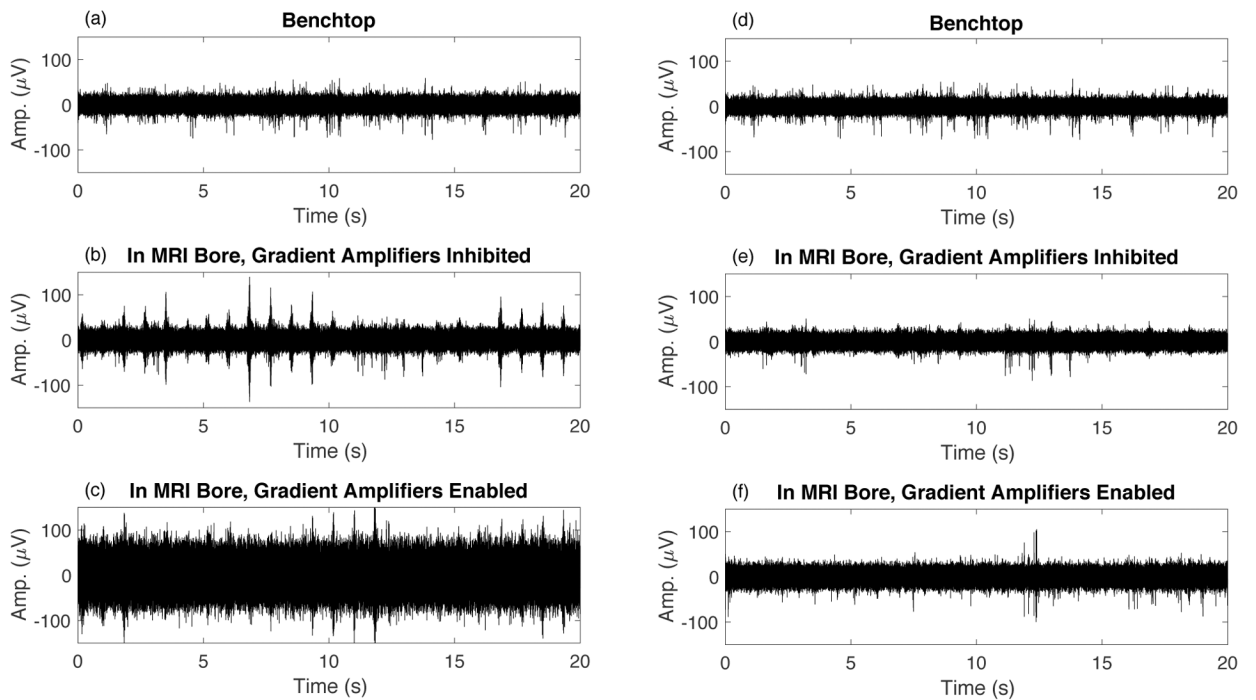 (a) Benchtop
100
0
-100
Amp. (μV)
0 5 10 15 20
Time (s)
(b) In MRI Bore, Gradient Amplifiers Inhibited
100
0
-100
Amp. (μV)
0 5 10 15 20
Time (s)
(c) In MRI Bore, Gradient Amplifiers Enabled
100
0
-100
Amp. (μV)
0 5 10 15 20
Time (s)
(d) Benchtop
100
0
-100
Amp. (μV)
0 5 10 15 20
Time (s)
(e) In MRI Bore, Gradient Amplifiers Inhibited
100
0
-100
Amp. (μV)
0 5 10 15 20
Time (s)
(f) In MRI Bore, Gradient Amplifiers Enabled
100
0
-100
Amp. (μV)
0 5 10 15 20
Time (s)